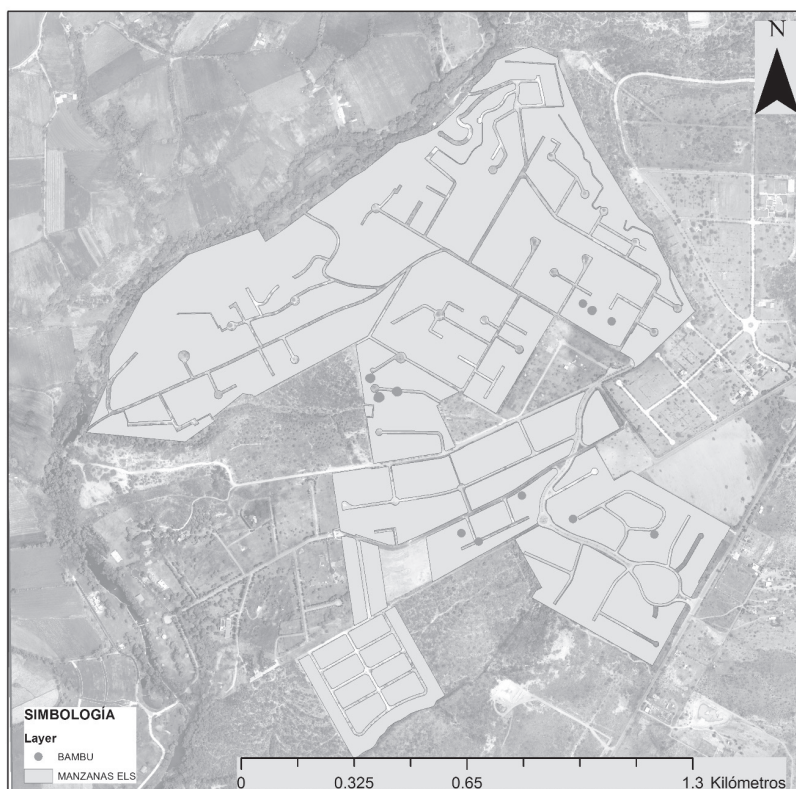 N
SIMBOLOGÍA
Layer
BAMBU
MANZANAS ELS
0 0.325 0.65 1.3 Kilómetros